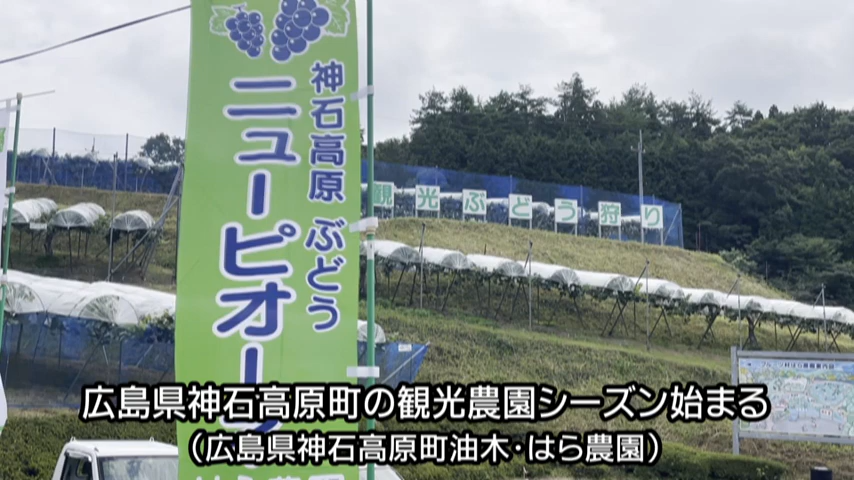 神石高原 ぶどう
ニューピオー
観光ぶどう狩り
広島県神石高原町の観光農園シーズン始まる
（広島県神石高原町油木・はら農園）